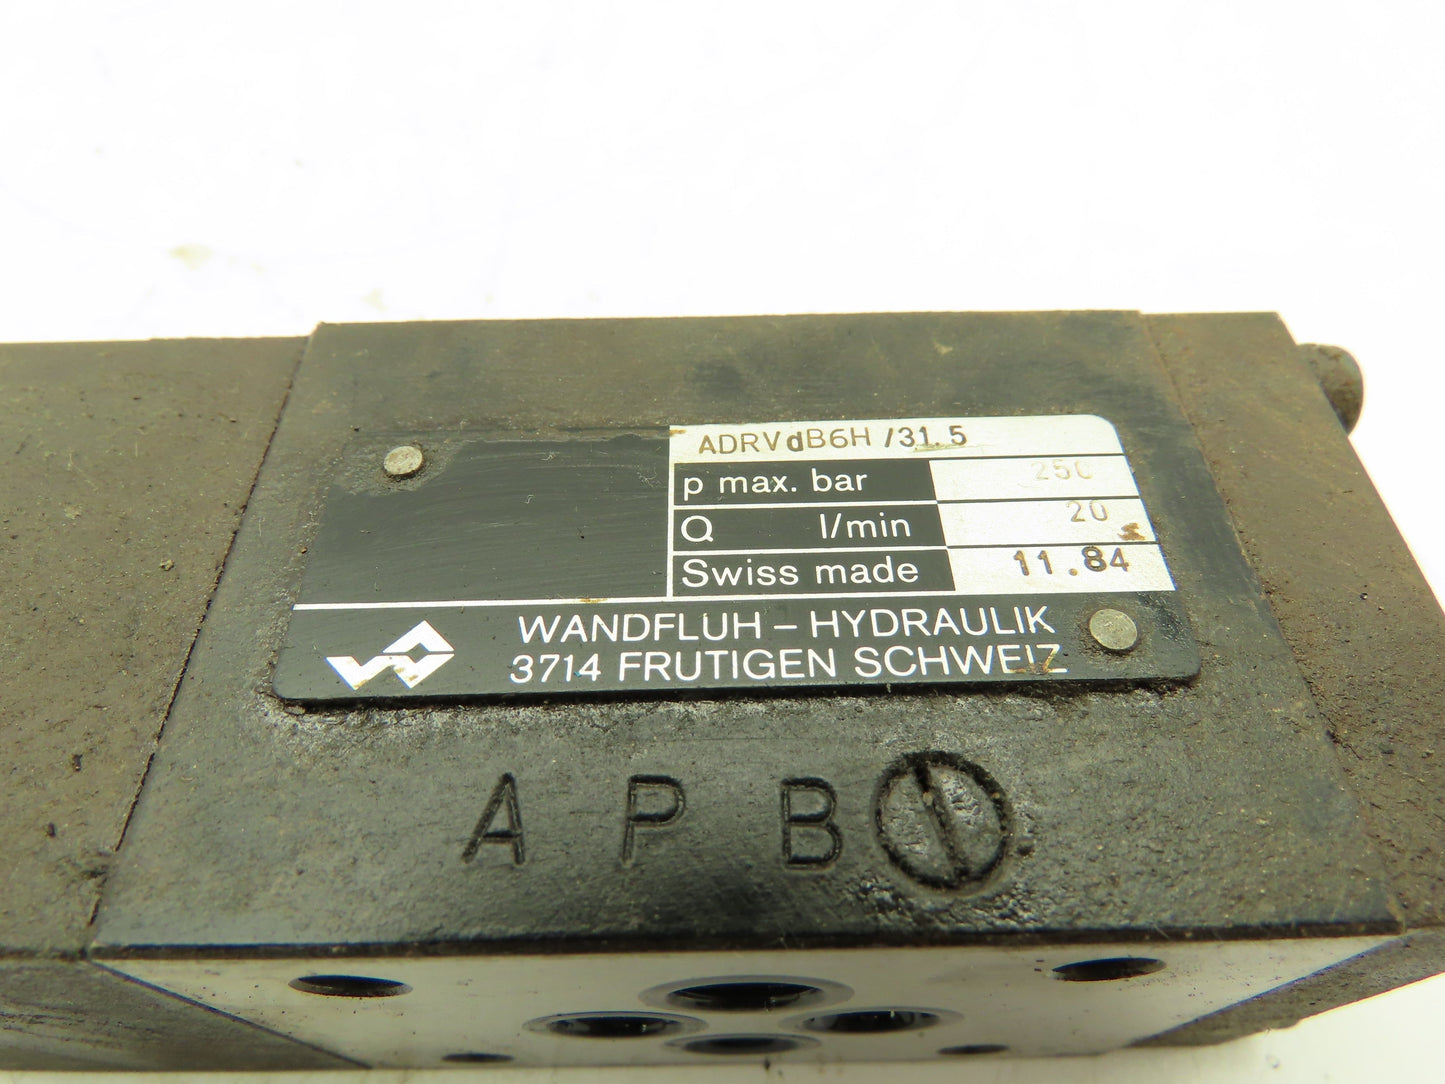 ADRVdB6H /31.5
p max. bar 250
Q l/min 20
Swiss made 11.84
WANDFLUH – HYDRAULIK
3714 FRUTIGEN SCHWEIZ
A P B